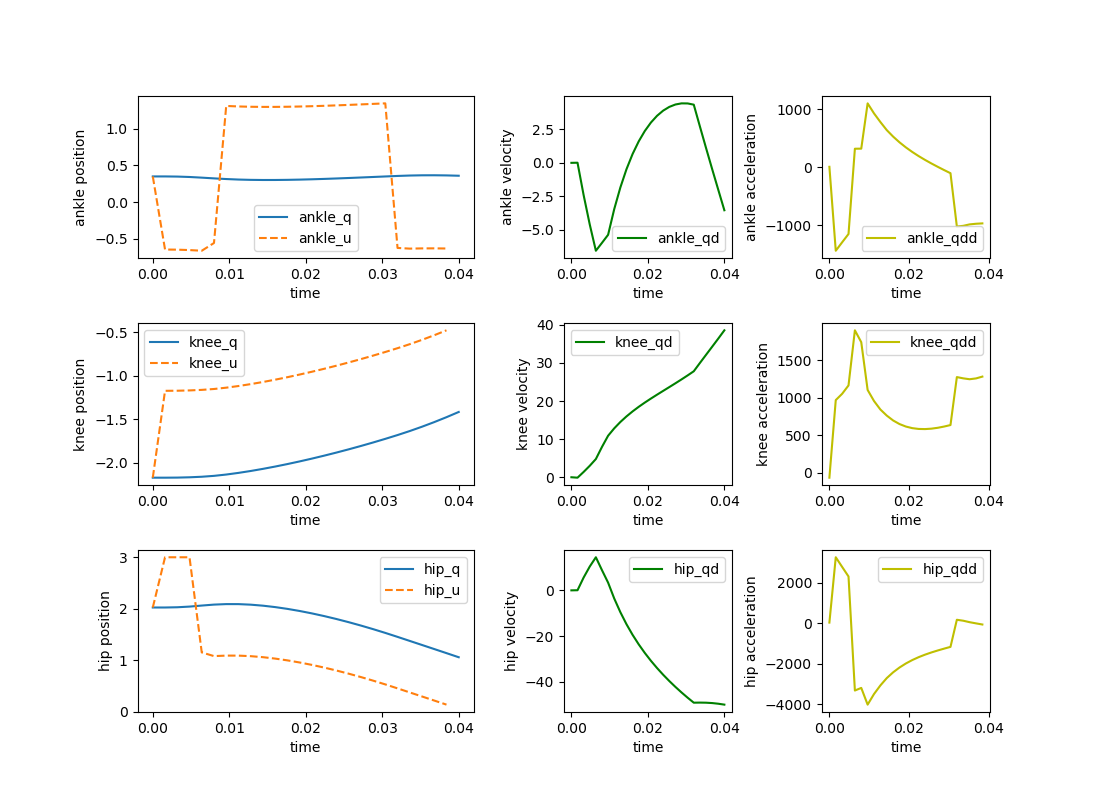 ankle position
1.0
0.5
0.0
−0.5
ankle_q
ankle_u
0.00 0.01 0.02 0.03 0.04
time
ankle velocity
2.5
0.0
−2.5
−5.0
ankle_qd
0.00 0.02 0.04
time
ankle acceleration
1000
0
−1000
ankle_qdd
0.00 0.02 0.04
time
knee position
−0.5
−1.0
−1.5
−2.0
knee_q
knee_u
0.00 0.01 0.02 0.03 0.04
time
knee velocity
40
30
20
10
0
knee_qd
0.00 0.02 0.04
time
knee acceleration
1500
1000
500
0
knee_qdd
0.00 0.02 0.04
time
hip position
3
2
1
0
hip_q
hip_u
0.00 0.01 0.02 0.03 0.04
time
hip velocity
0
−20
−40
hip_qd
0.00 0.02 0.04
time
hip acceleration
2000
0
−2000
−4000
hip_qdd
0.00 0.02 0.04
time